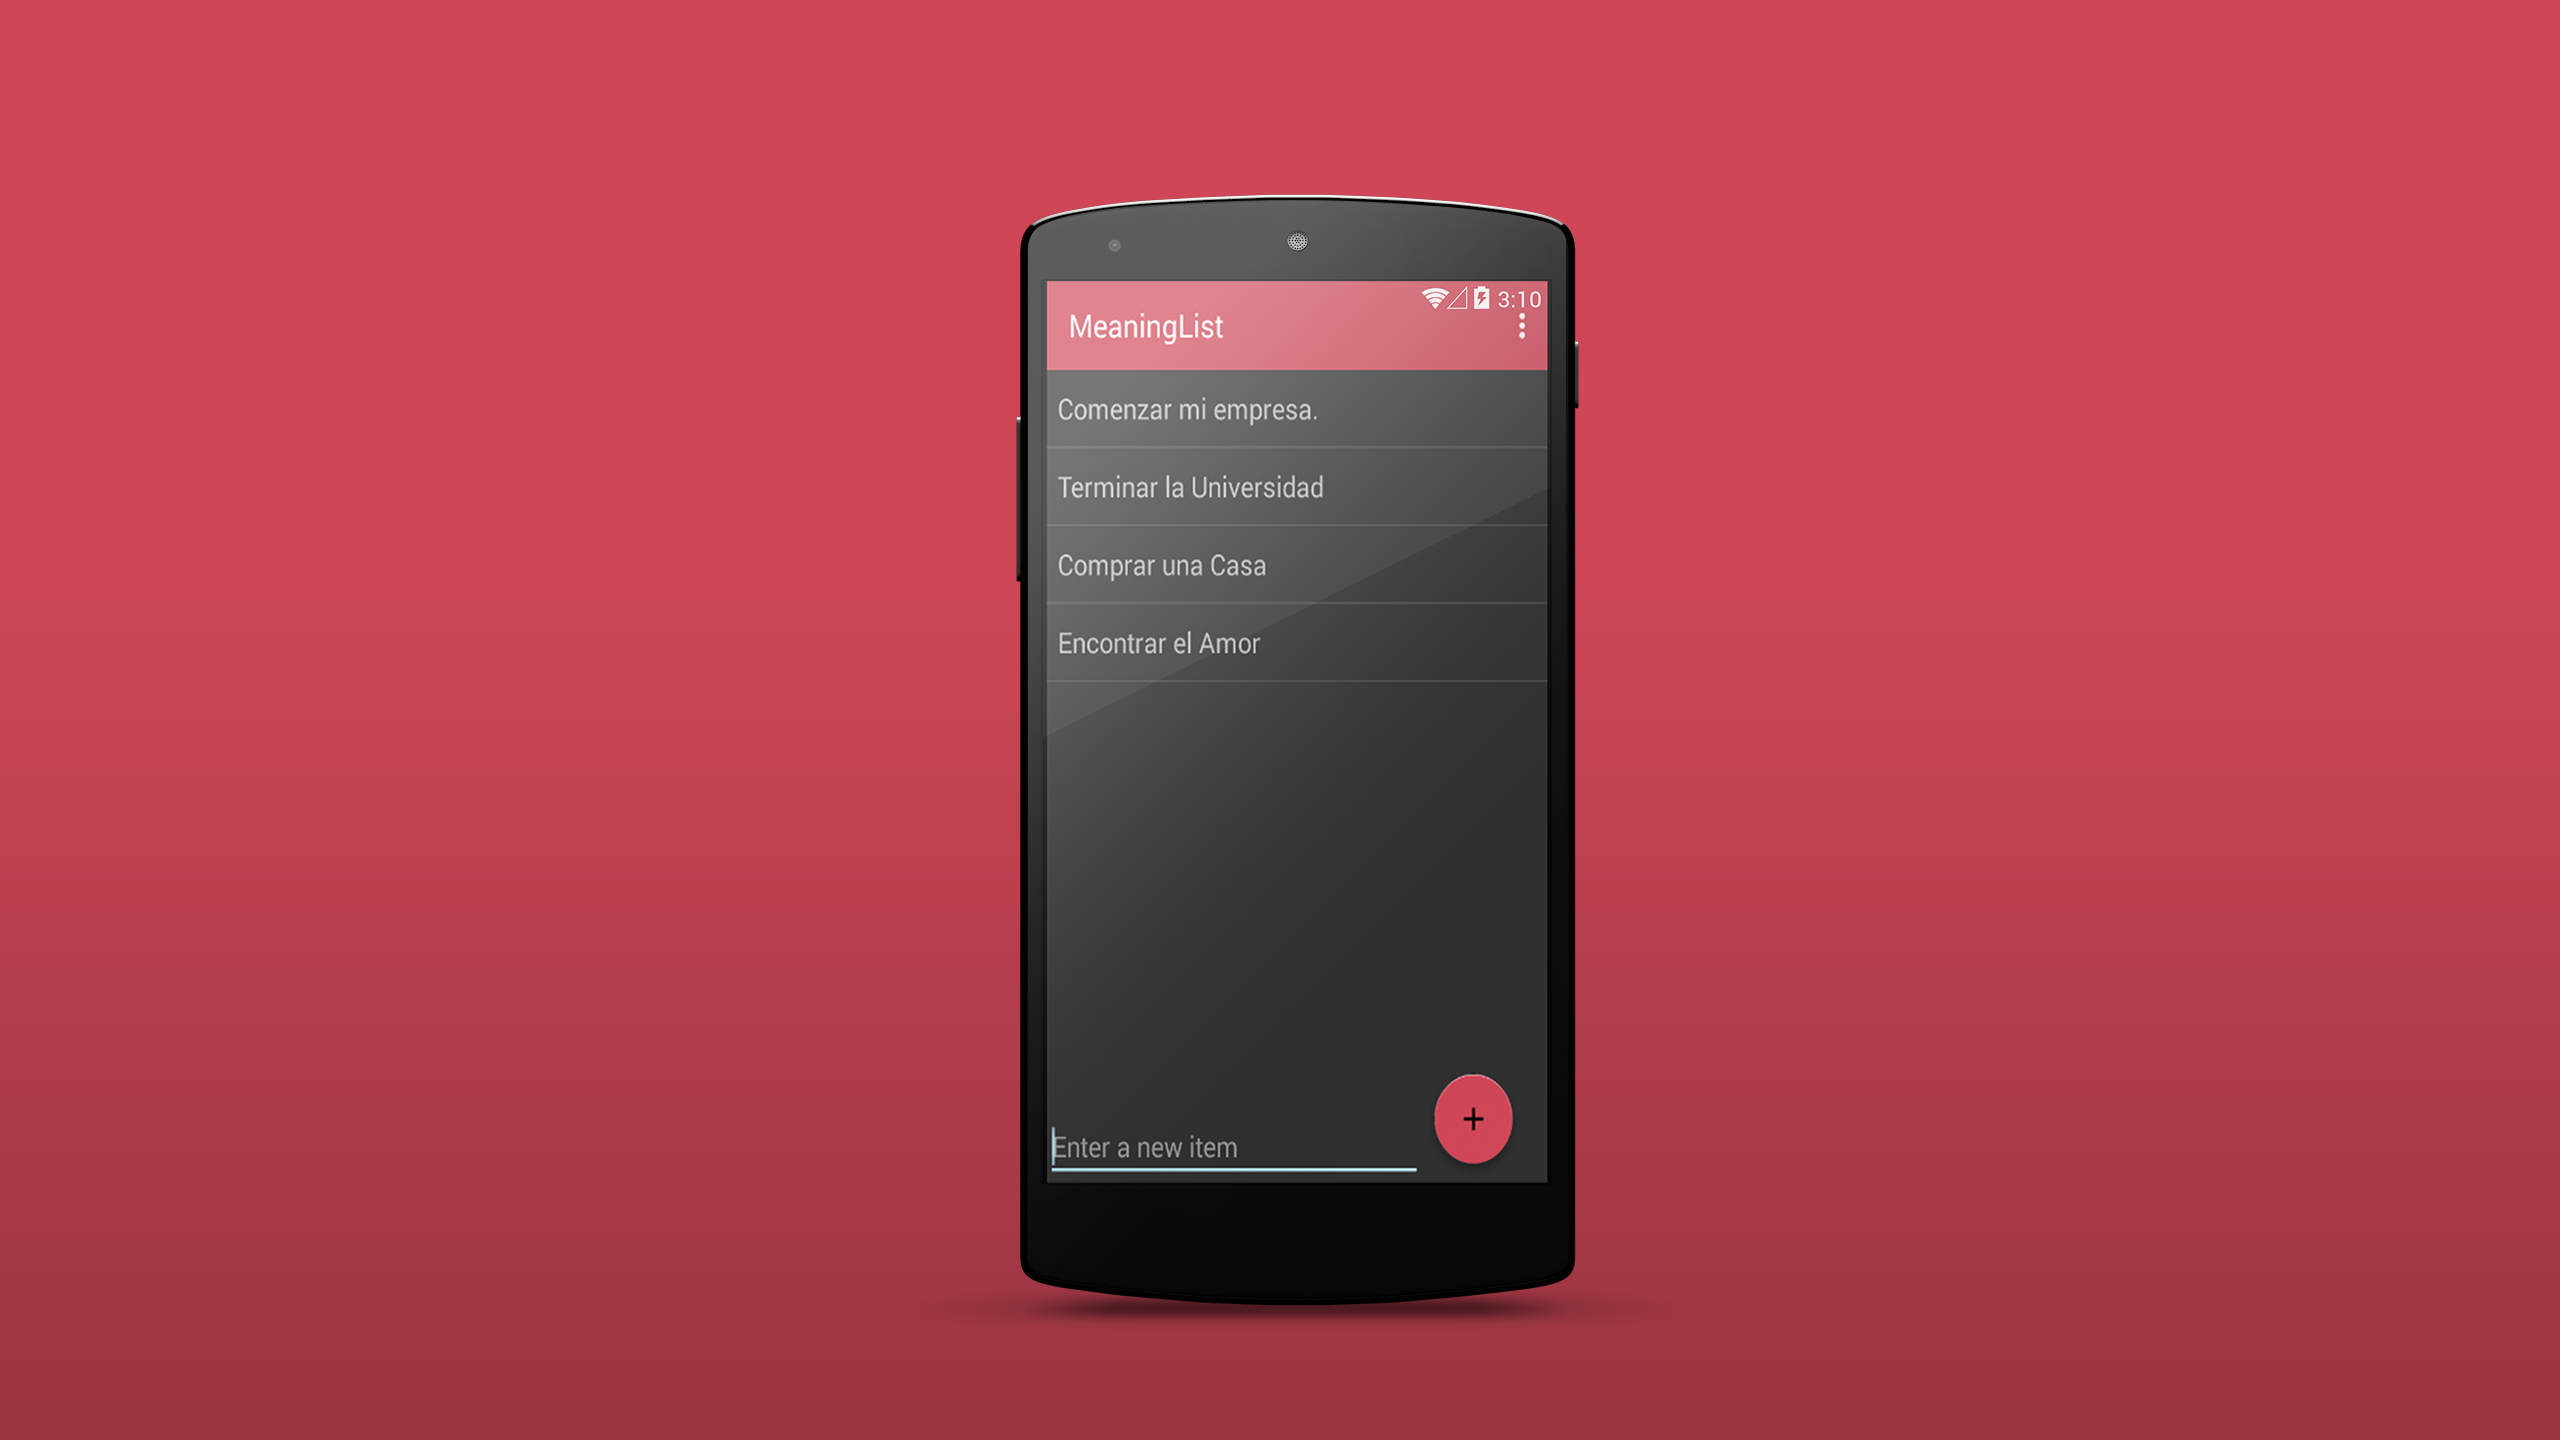 3:10
MeaningList
Comenzar mi empresa.
Terminar la Universidad
Comprar una Casa
Encontrar el Amor
Enter a new item
+